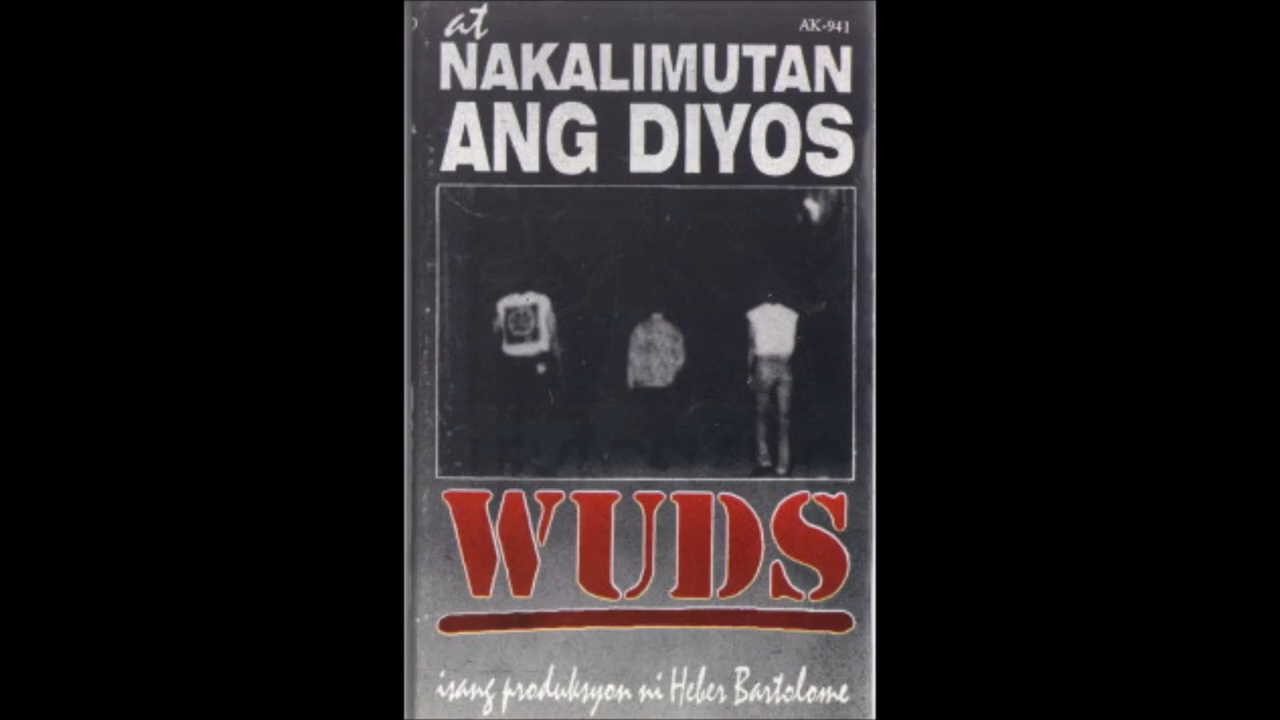 at
AK-941
NAKALIMUTAN
ANG DIYOS
WUDS
isang produksyon ni Heber Bartolome